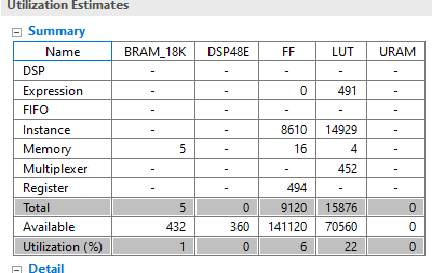 Utilization Estimates
Summary
Name BRAM_18K DSP48E FF LUT URAM
DSP - - - - -
Expression - - 0 491 -
FIFO - - - - -
Instance - - 8610 14929 -
Memory 5 - 16 4 -
Multiplexer - - - 452 -
Register - - 494 - -
Total 5 0 9120 15876 0
Available 432 360 141120 70560 0
Utilization (%) 1 0 6 22 0
Detail